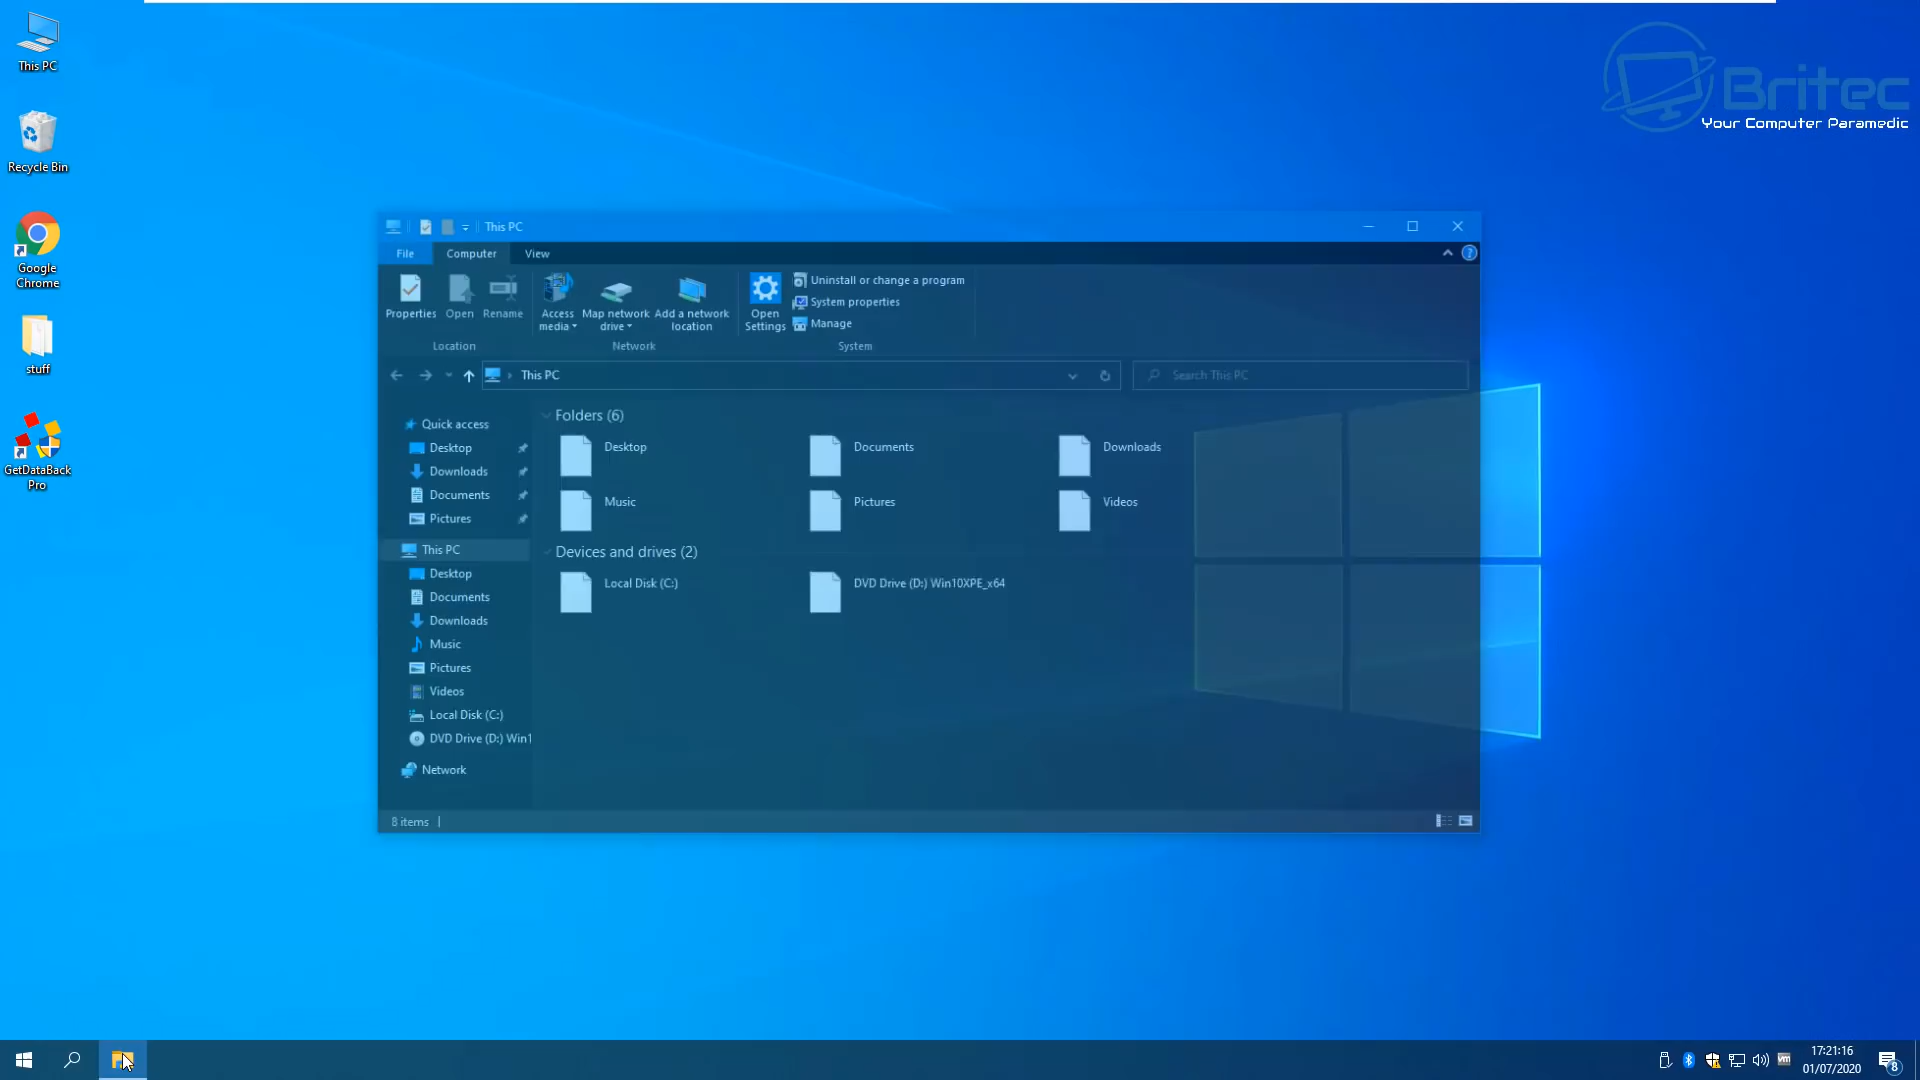 This PC
Recycle Bin
Google
Chrome
stuff
GetDataBack
Pro
Britec
Your Computer Paramedic
This PC
File
Computer
View
Properties
Open
Rename
Access
media
Map network
drive
Add a network
location
Open
Settings
Uninstall or change a program
System properties
Manage
Location
Network
System
This PC
Search This PC
Quick access
Desktop
Downloads
Documents
Pictures
This PC
Desktop
Documents
Downloads
Music
Pictures
Videos
Local Disk (C:)
DVD Drive (D:) Win1
Network
Folders (6)
Desktop
Documents
Downloads
Music
Pictures
Videos
Devices and drives (2)
Local Disk (C:)
DVD Drive (D:) Win10XPE_x64
8 items
vm
17:21:16
01/07/2020
8